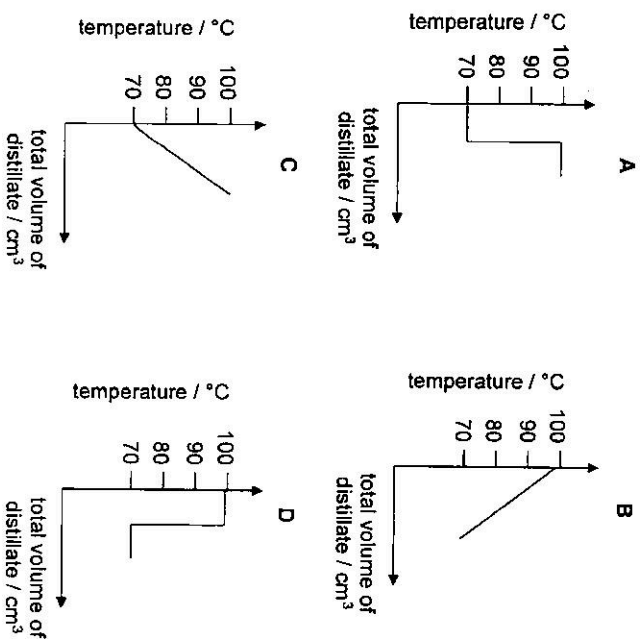 A
temperature / °C
100
90
80
70
total volume of
distillate / cm³
B
temperature / °C
100
90
80
70
total volume of
distillate / cm³
C
temperature / °C
100
90
80
70
total volume of
distillate / cm³
D
temperature / °C
100
90
80
70
total volume of
distillate / cm³